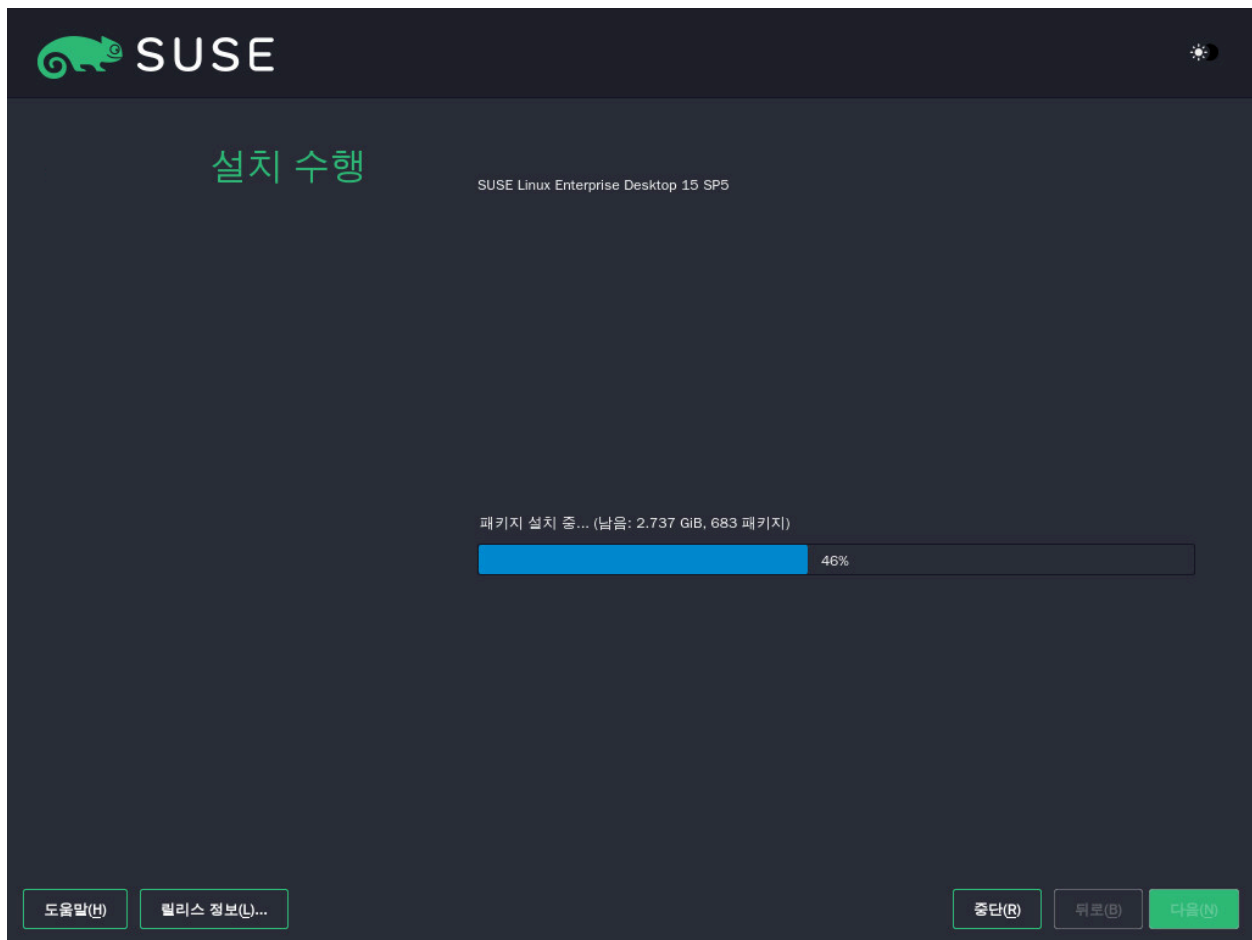 SUSE
설치 수행
SUSE Linux Enterprise Desktop 15 SP5
패키지 설치 중... (남음: 2.737 GiB, 683 패키지)
46%
도움말(H)
릴리스 정보(L)...
중단(R)
뒤로(B)
다음(N)